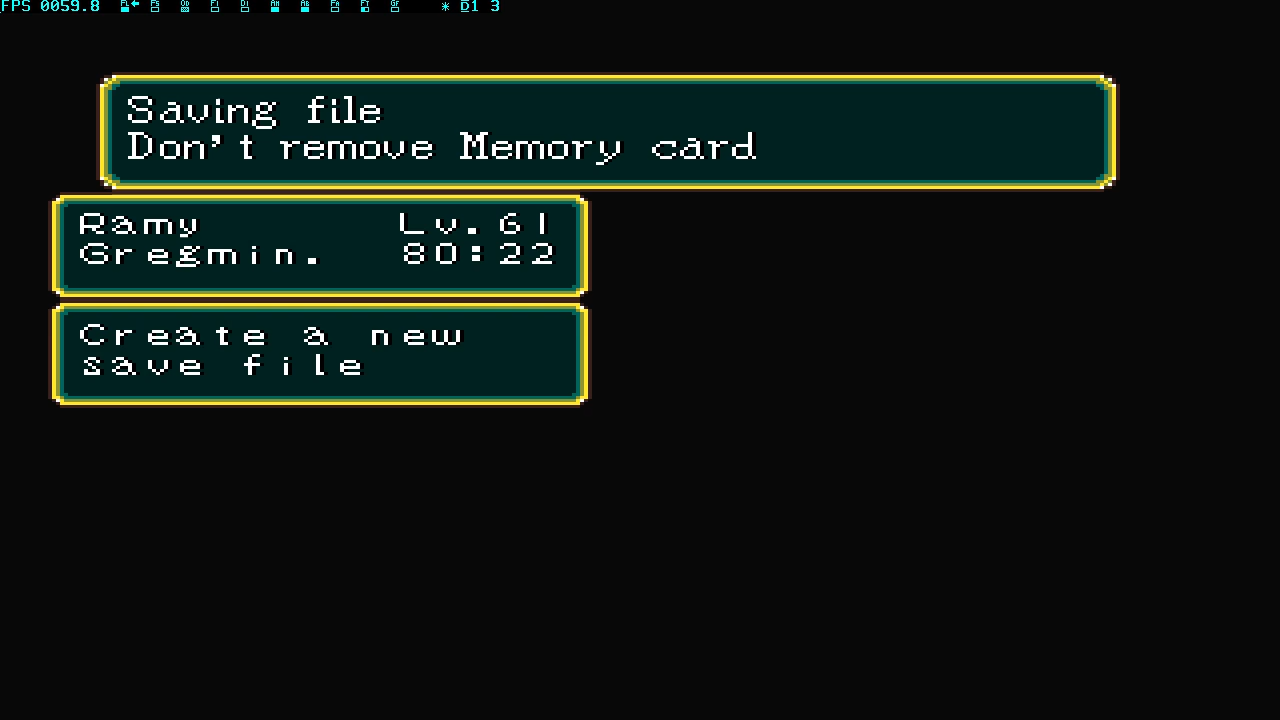 FPS 0059.8 * D1 3
Saving file
Don't remove Memory card
Ramy Lv.61
Gregmin. 80:22
Create a new
save file